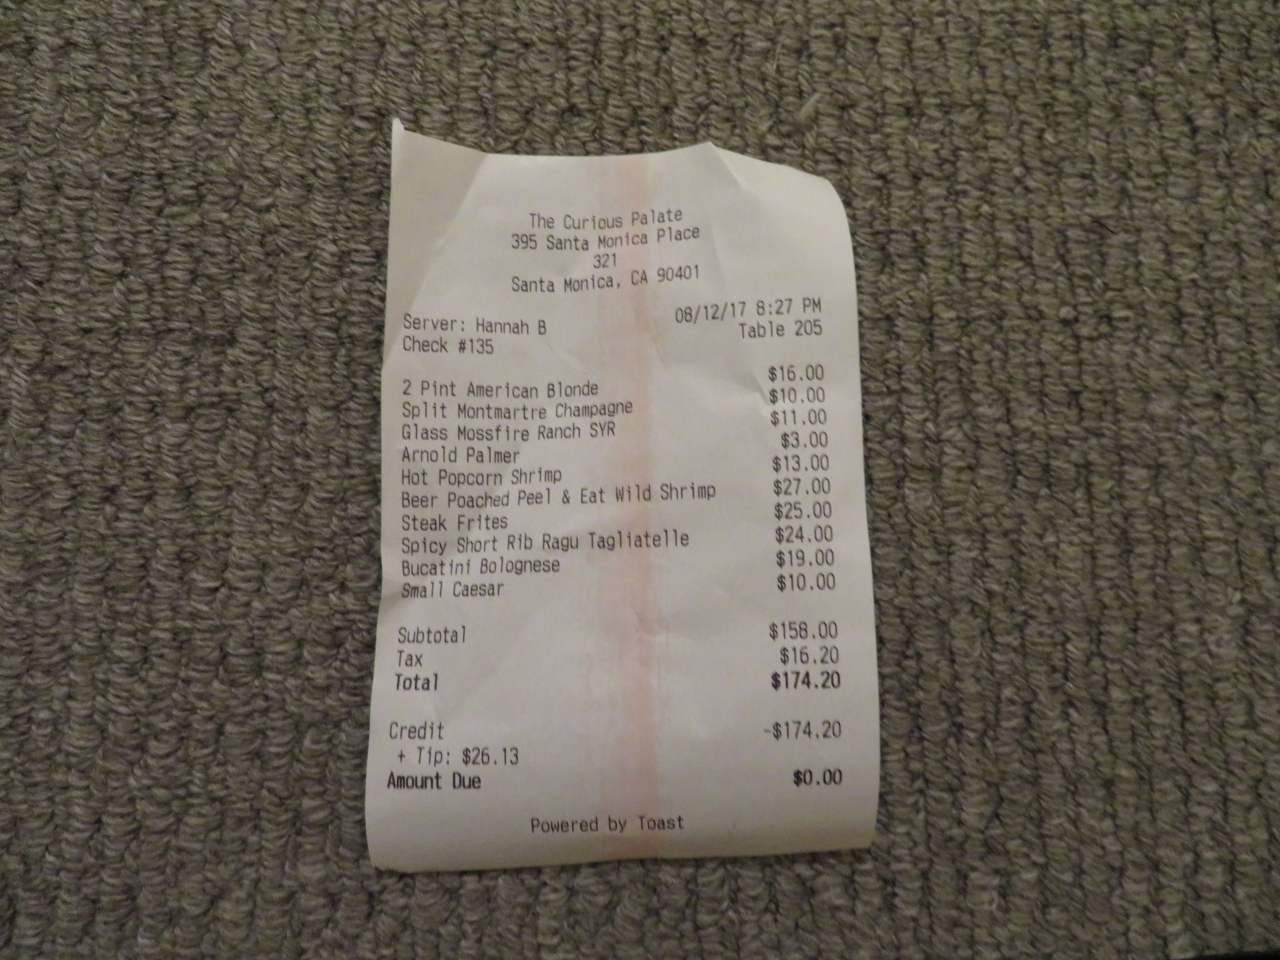 The Curious Palate
395 Santa Monica Place
321
Santa Monica, CA 90401
Server: Hannah B 08/12/17 8:27 PM
Check #135 Table 205
2 Pint American Blonde $16.00
Split Montmartre Champagne $10.00
Glass Mossfire Ranch SYR $11.00
Arnold Palmer $3.00
Hot Popcorn Shrimp $13.00
Beer Poached Peel & Eat Wild Shrimp $27.00
Steak Frites $25.00
Spicy Short Rib Ragu Tagliatelle $24.00
Bucatini Bolognese $19.00
Small Caesar $10.00
Subtotal $158.00
Tax $16.20
Total $174.20
Credit -$174.20
+ Tip: $26.13
Amount Due $0.00
Powered by Toast